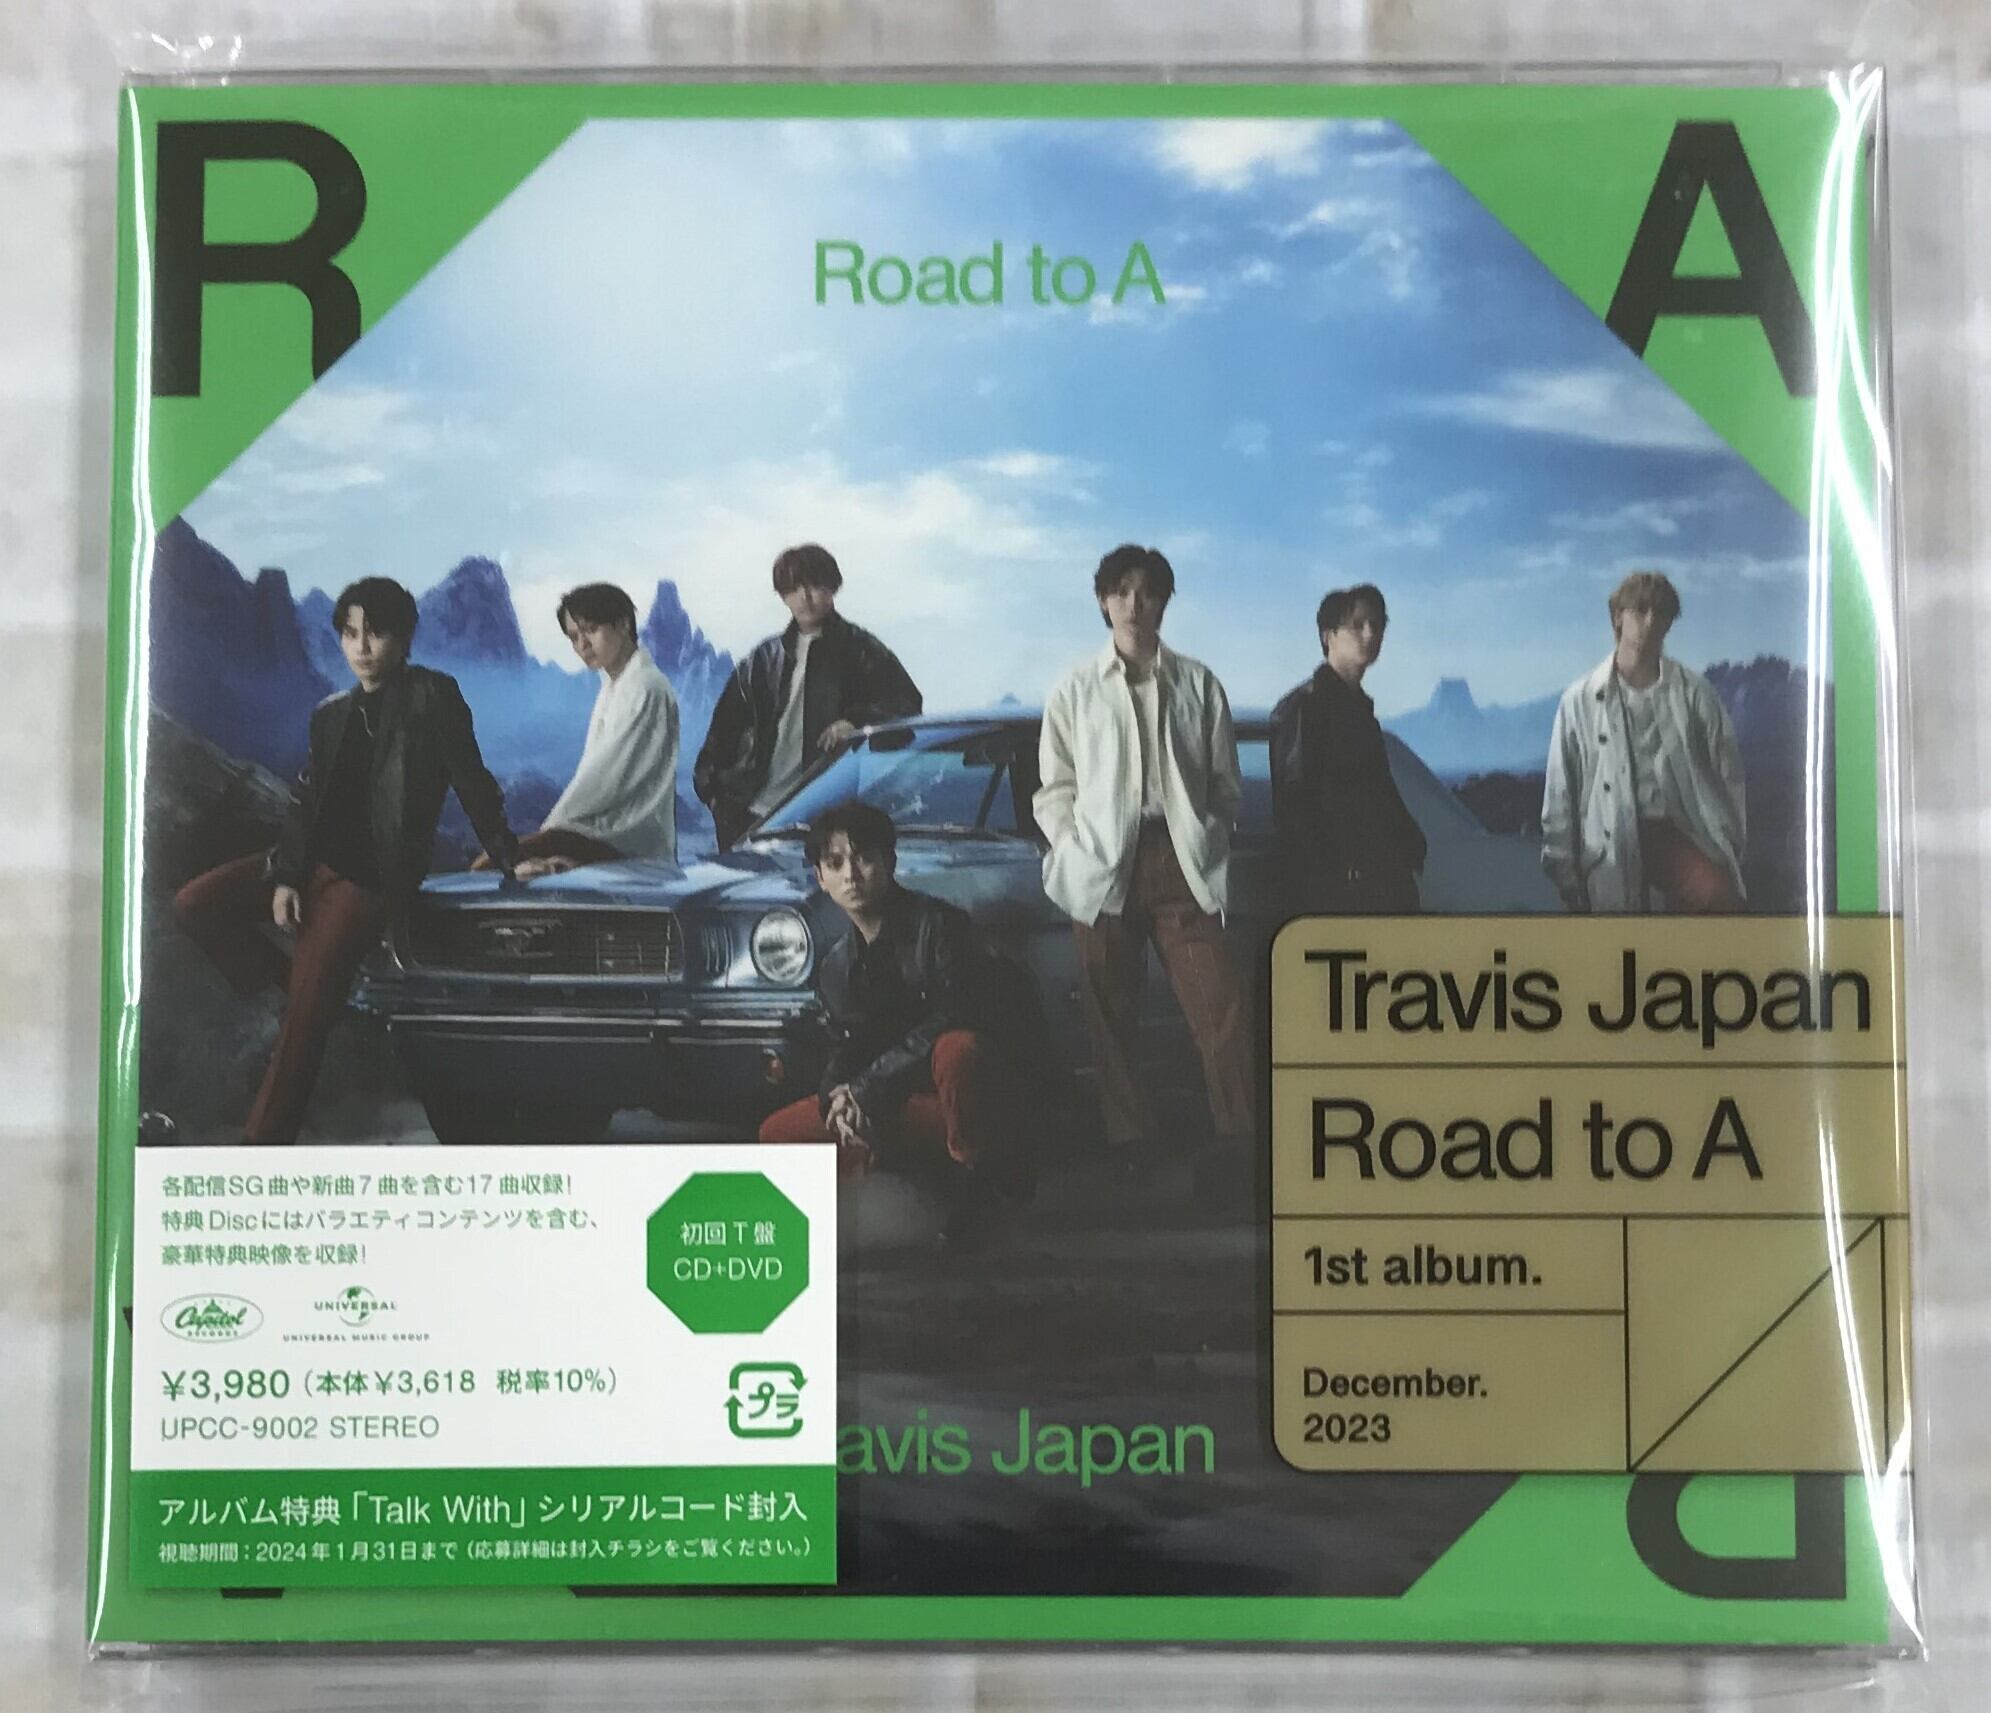 R
A
Road to A
Travis Japan
Road to A
1st album.
December.
2023
各配信SG曲や新曲7曲を含む17曲収録!
特典Discにはバラエティコンテンツを含む、
豪華特典映像を収録!
初回T盤
CD+DVD
Capitol
RECORDS
UNIVERSAL
UNIVERSAL MUSIC GROUP
¥3,980(本体¥3,618 税率10%)
UPCC-9002 STEREO
プラ
avis Japan
アルバム特典「Talk With」シリアルコード封入
視聴期間:2024年1月31日まで(応募詳細は封入チラシをご覧ください。)
R